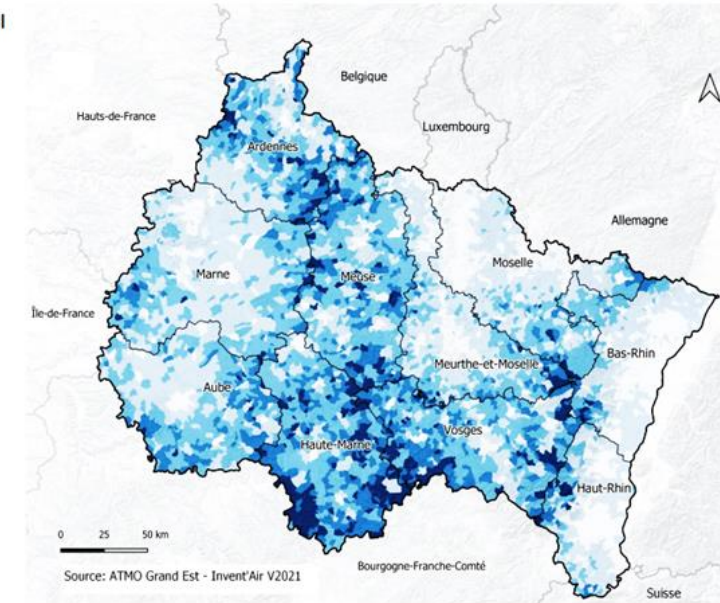 Belgique
Hauts-de-France
Luxembourg
Ardennes
Allemagne
Moselle
Marne
Meuse
Île-de-France
Bas-Rhin
Meurthe-et-Moselle
Aube
Vosges
Haute-Marne
Haut-Rhin
0 25 50 km
Bourgogne-Franche-Comté
Source: ATMO Grand Est - Invent'Air V2021
Suisse